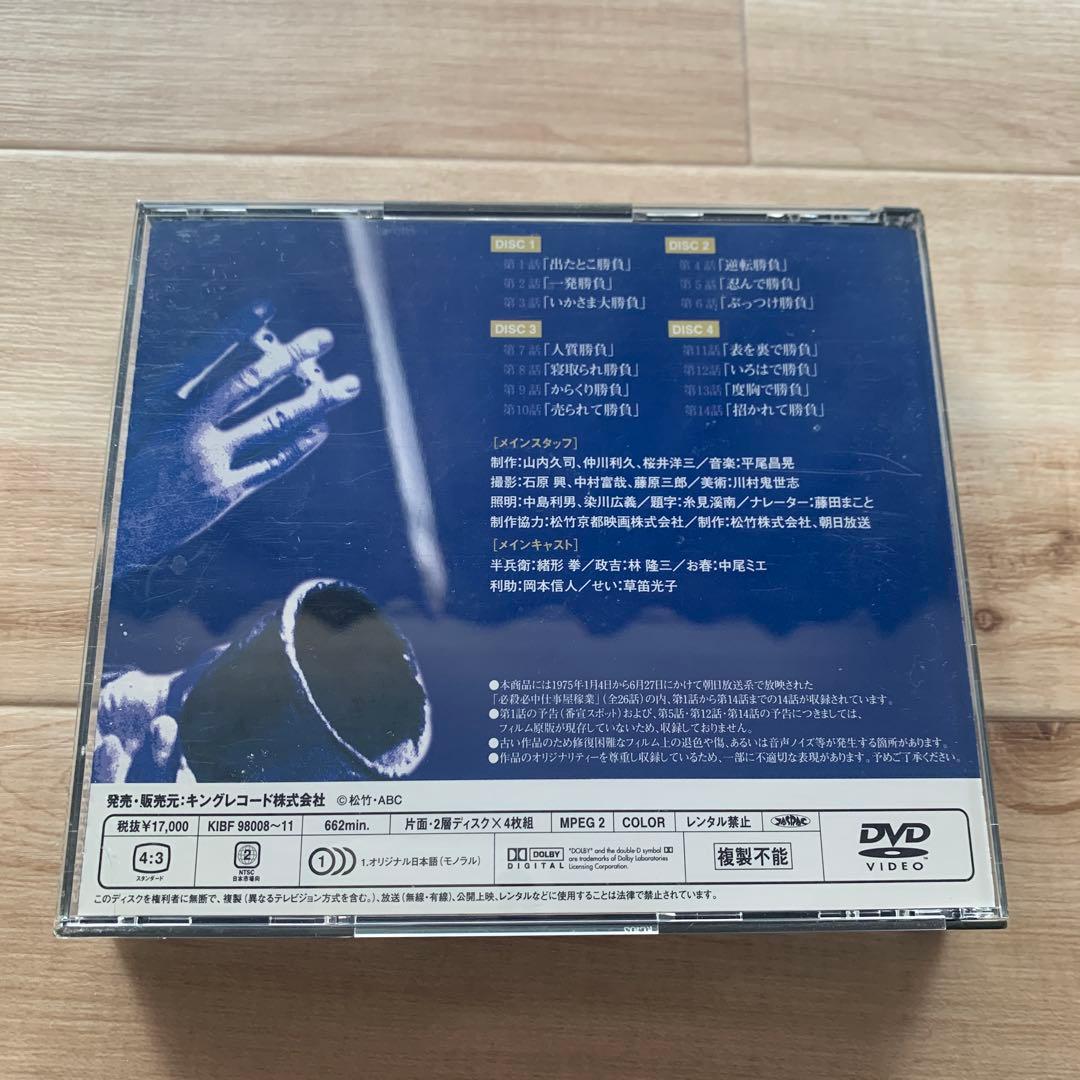 DISC 1
第1話「出たとこ勝負」
第2話「一発勝負」
第3話「いかさま大勝負」
DISC 2
第4話「逆転勝負」
第5話「忍んで勝負」
第6話「ぶっつけ勝負」
DISC 3
第7話「人質勝負」
第8話「寝取られ勝負」
第9話「からくり勝負」
第10話「売られて勝負」
DISC 4
第11話「表を裏で勝負」
第12話「いろはで勝負」
第13話「度胸で勝負」
第14話「招かれて勝負」
[メインスタッフ]
制作:山内久司、仲川利久、桜井洋三/音楽:平尾昌晃
撮影:石原 興、中村富哉、藤原三郎/美術:川村鬼世志
照明:中島利男、染川広義/題字:糸見溪南/ナレーター:藤田まこと
制作協力:松竹京都映画株式会社/制作:松竹株式会社、朝日放送
[メインキャスト]
半兵衛:緒形 拳/政吉:林 隆三/お春:中尾ミエ
利助:岡本信人/せい:草笛光子
●本商品には1975年1月4日から6月27日にかけて朝日放送系で放映された
「必殺必中仕事屋稼業」(全26話)の内、第1話から第14話までの14話が収録されています。
●第1話の予告(番宣スポット)および、第5話・第12話・第14話の予告につきましては、
フィルム原版が現存していないため、収録しておりません。
●古い作品のため修復困難なフィルム上の退色や傷、あるいは音声ノイズ等が発生する箇所があります。
●作品のオリジナリティーを尊重し収録しているため、一部に不適切な表現があります。予めご了承ください。
発売・販売元:キングレコード株式会社 ©松竹・ABC
税抜¥17,000 KIBF 98008〜11 662min. 片面・2層ディスク×4枚組 MPEG 2 COLOR レンタル禁止
4:3
スタンダード
2
NTSC
日本市場向
1.オリジナル日本語(モノラル)
DOLBY
DIGITAL
"DOLBY" and the double-D symbol
are trademarks of Dolby Laboratories
Licensing Corporation.
複製不能
DVD
VIDEO
このディスクを権利者に無断で、複製(異なるテレビジョン方式を含む。)、放送(無線・有線)、公開上映、レンタルなどに使用することは法律で禁止されています。